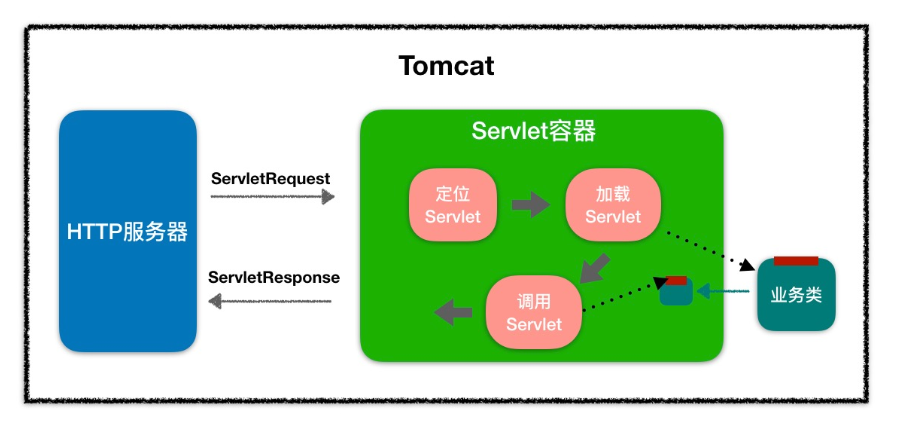 Tomcat
HTTP服务器
ServletRequest
ServletResponse
Servlet容器
定位
Servlet
加载
Servlet
调用
Servlet
业务类